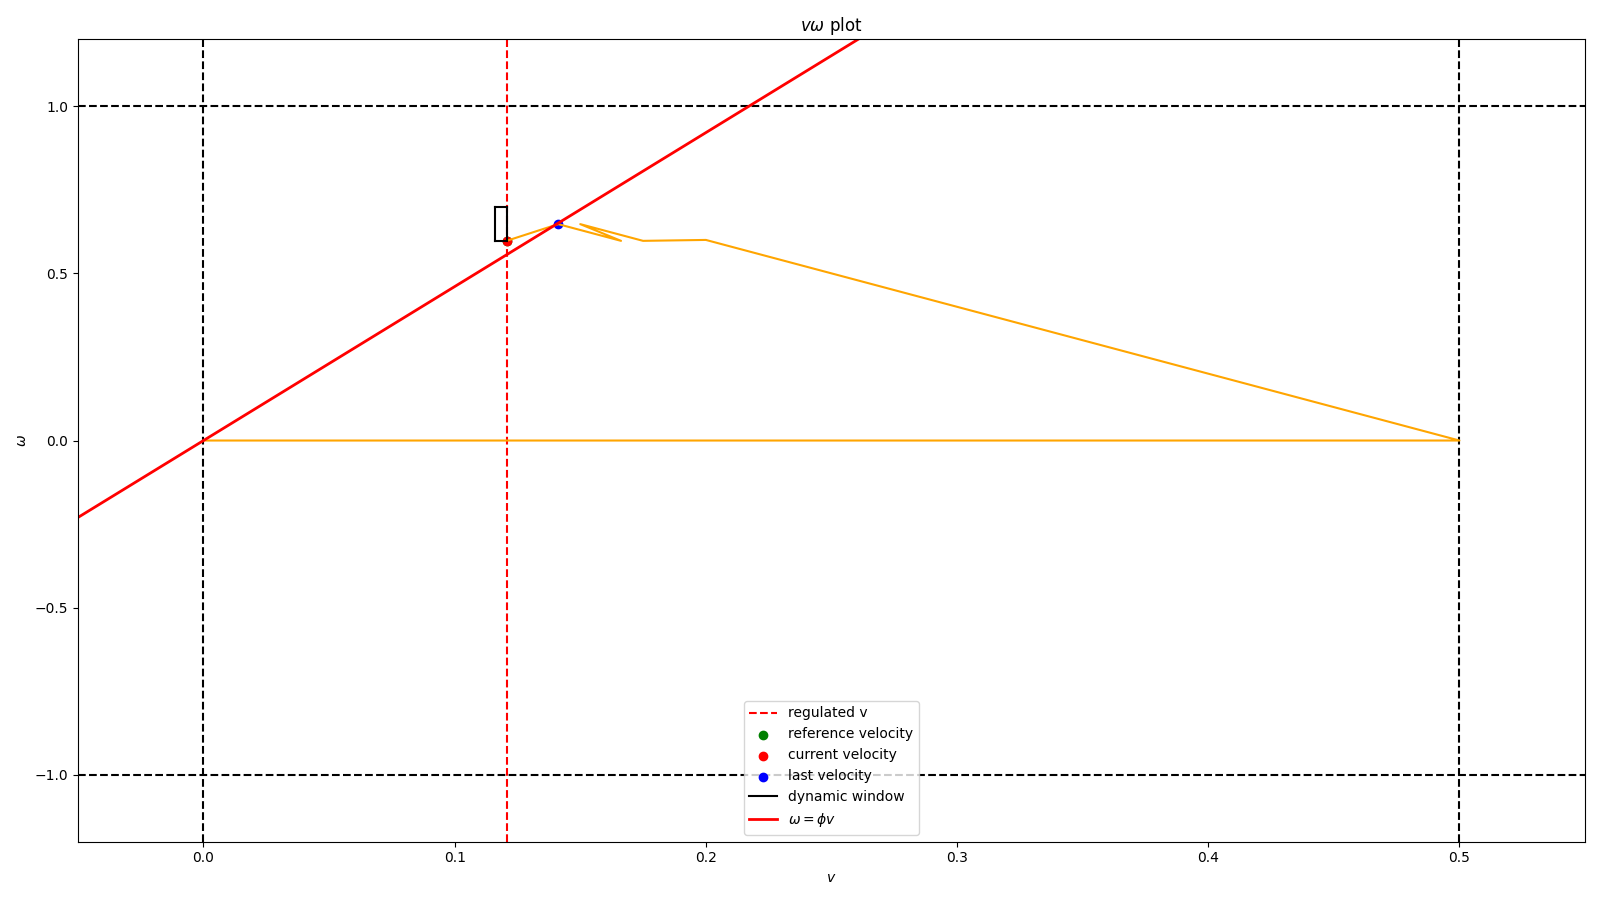 vω plot
ω
1.0
0.5
0.0
−0.5
−1.0
regulated v
reference velocity
current velocity
last velocity
dynamic window
ω = ϕv
0.0 0.1 0.2 0.3 0.4 0.5
v